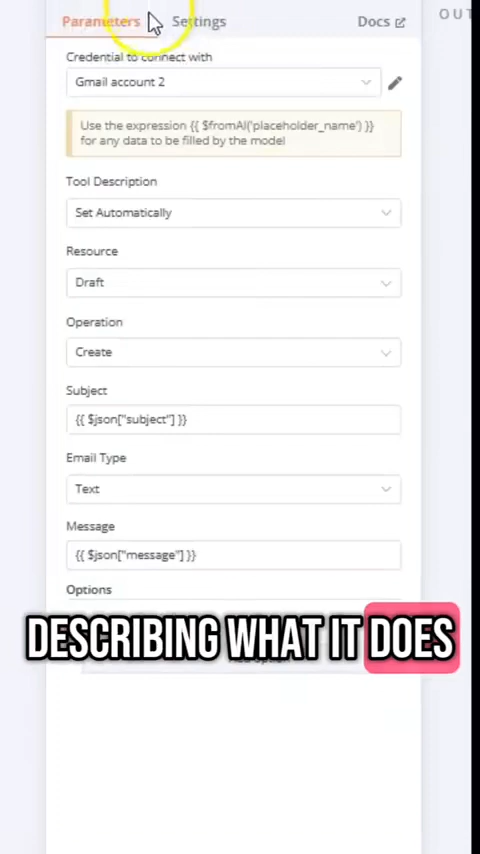 Parameters Settings Docs
OUT
Credential to connect with
Gmail account 2
Use the expression {{ $fromAI('placeholder_name') }}
for any data to be filled by the model
Tool Description
Set Automatically
Resource
Draft
Operation
Create
Subject
{{ $json["subject"] }}
Email Type
Text
Message
{{ $json["message"] }}
Options
DESCRIBING WHAT IT DOES